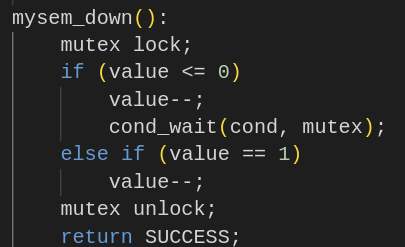 mysem_down():
    mutex lock;
    if (value <= 0)
        value--;
        cond_wait(cond, mutex);
    else if (value == 1)
        value--;
    mutex unlock;
    return SUCCESS;